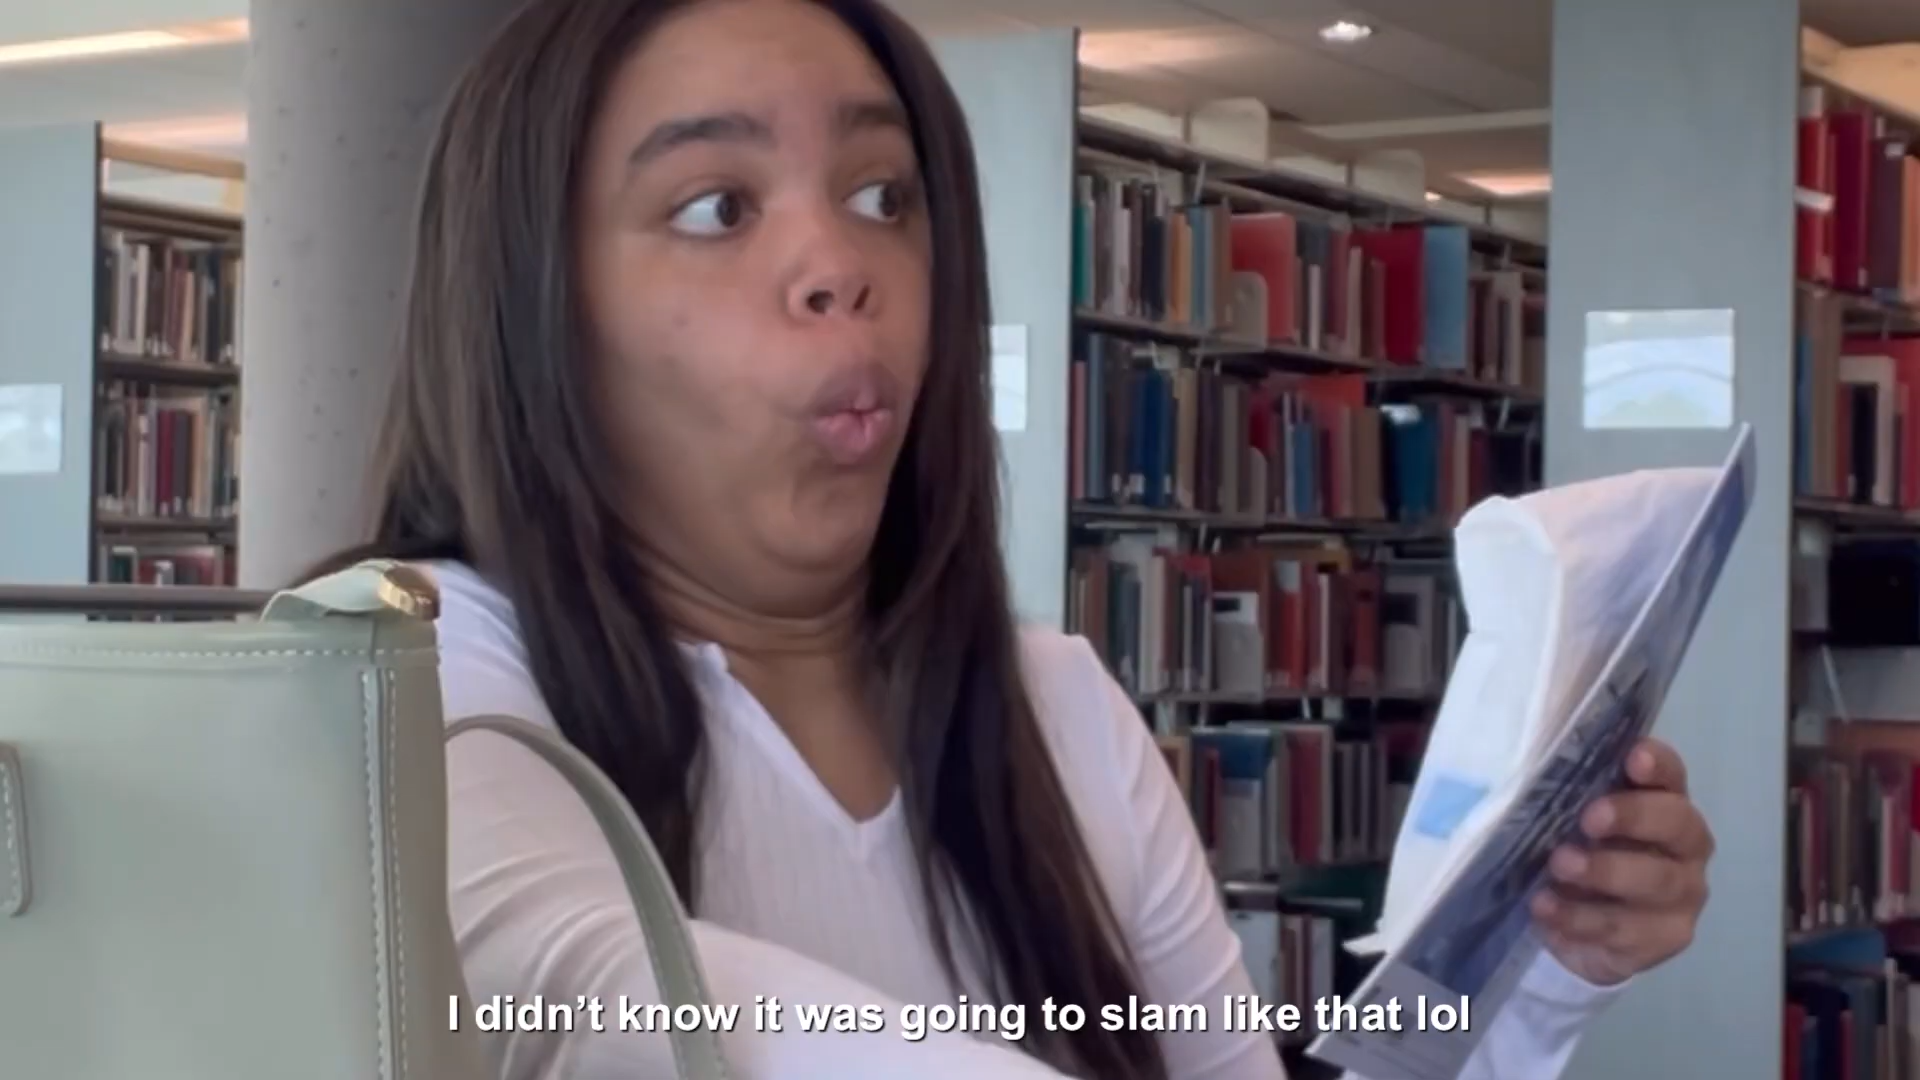 I didn’t know it was going to slam like that lol